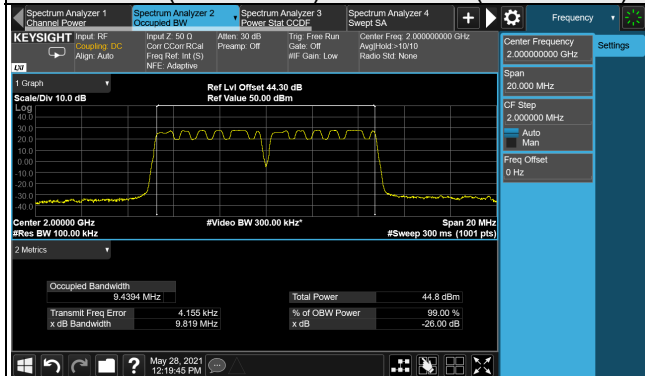 Spectrum Analyzer 1
Channel Power
Spectrum Analyzer 2
Occupied BW
Spectrum Analyzer 3
Power Stat CCDF
Spectrum Analyzer 4
Swept SA
Frequency
KEYSIGHT
Input: RF
Coupling: DC
Align: Auto
Input Z: 50 Ω
Corr CCorr RCal
Freq Ref: Int (S)
NFE: Adaptive
Atten: 30 dB
Preamp: Off
Trig: Free Run
Gate: Off
#IF Gain: Low
Center Freq: 2.000000000 GHz
Avg|Hold:>10/10
Radio Std: None
LNI
Center Frequency
2.000000000 GHz
Settings
Span
20.000 MHz
CF Step
2.000000 MHz
Auto
Man
Freq Offset
0 Hz
1 Graph
Scale/Div 10.0 dB
Ref Lvl Offset 44.30 dB
Ref Value 50.00 dBm
Log
40.0
30.0
20.0
10.0
0.00
-10.0
-20.0
-30.0
-40.0
Center 2.00000 GHz
#Res BW 100.00 kHz
#Video BW 300.00 kHz*
Span 20 MHz
#Sweep 300 ms (1001 pts)
2 Metrics
Occupied Bandwidth
9.4394 MHz
Total Power 44.8 dBm
Transmit Freq Error 4.155 kHz
% of OBW Power 99.00 %
x dB Bandwidth 9.819 MHz
x dB -26.00 dB
?
May 28, 2021
12:19:45 PM